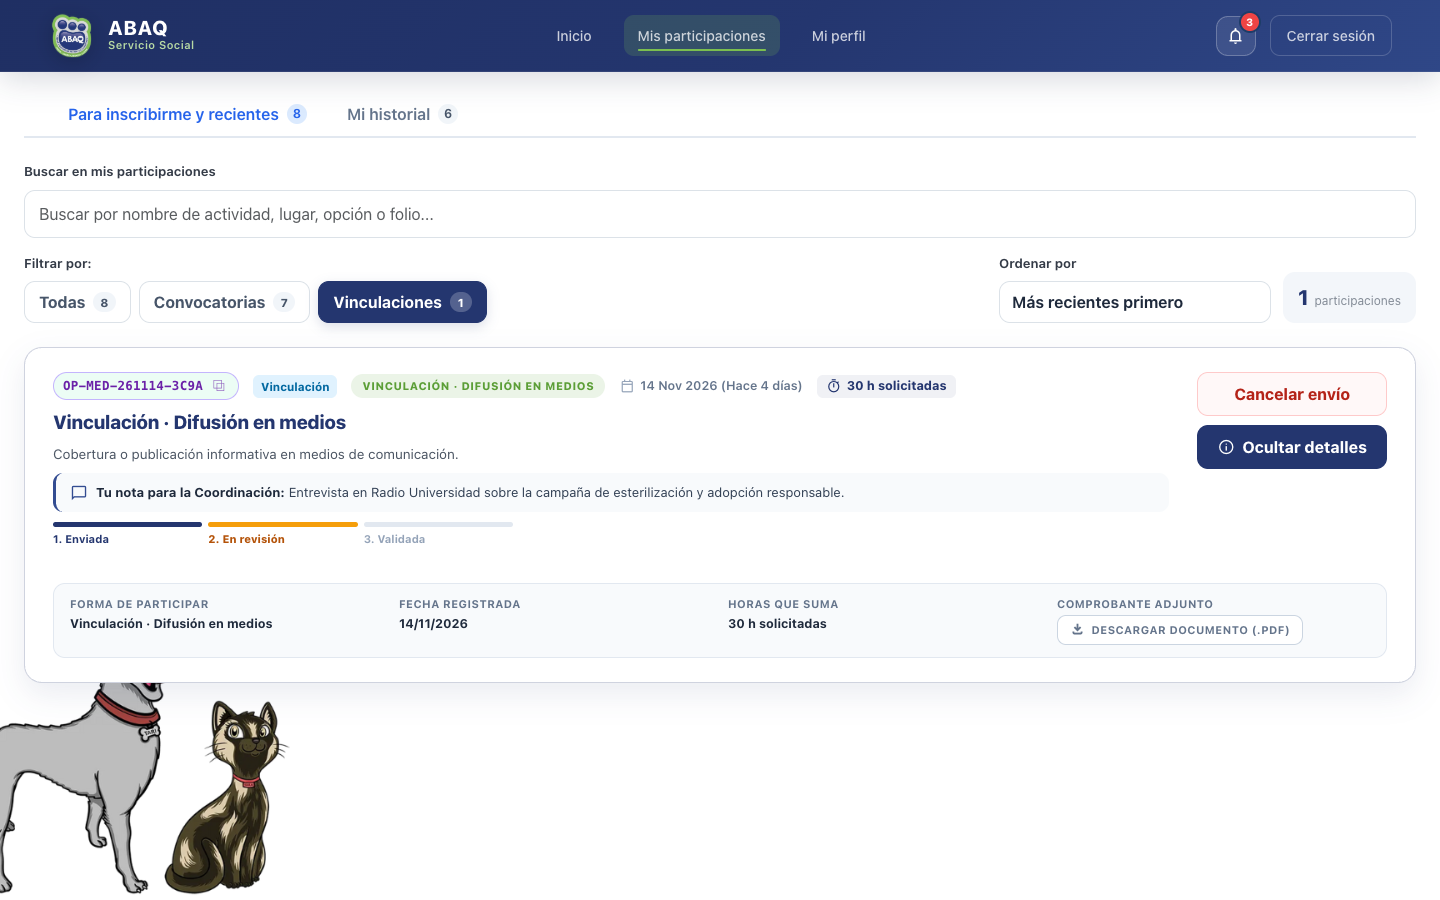 ABAQ
Servicio Social
ABAQ
Inicio
Mis participaciones
Mi perfil
3
Cerrar sesión
Para inscribirme y recientes 8
Mi historial 6
Buscar en mis participaciones
Buscar por nombre de actividad, lugar, opción o folio...
Filtrar por:
Todas 8
Convocatorias 7
Vinculaciones 1
Ordenar por
Más recientes primero
1 participaciones
OP-MED-261114-3C9A
Vinculación
VINCULACIÓN · DIFUSIÓN EN MEDIOS
14 Nov 2026 (Hace 4 días)
30 h solicitadas
Cancelar envío
Vinculación · Difusión en medios
Ocultar detalles
Cobertura o publicación informativa en medios de comunicación.
Tu nota para la Coordinación: Entrevista en Radio Universidad sobre la campaña de esterilización y adopción responsable.
1. Enviada
2. En revisión
3. Validada
FORMA DE PARTICIPAR
Vinculación · Difusión en medios
FECHA REGISTRADA
14/11/2026
HORAS QUE SUMA
30 h solicitadas
COMPROBANTE ADJUNTO
DESCARGAR DOCUMENTO (.PDF)